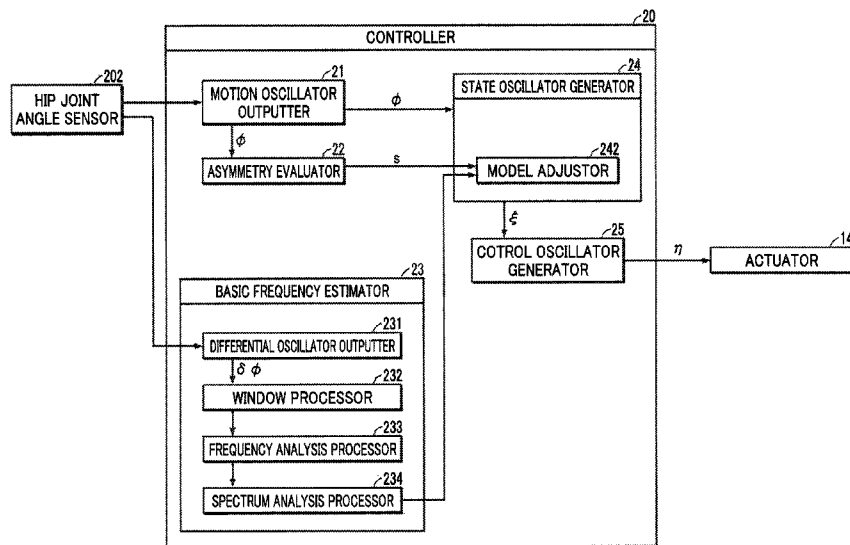 20
CONTROLLER
202
HIP JOINT
ANGLE SENSOR
21
MOTION OSCILLATOR
OUTPUTTER
ϕ
24
STATE OSCILLATOR GENERATOR
ϕ
22
ASYMMETRY EVALUATOR
s
242
MODEL ADJUSTOR
ξ
25
COTROL OSCILLATOR
GENERATOR
η
14
ACTUATOR
23
BASIC FREQUENCY ESTIMATOR
231
DIFFERENTIAL OSCILLATOR OUTPUTTER
δ ϕ
232
WINDOW PROCESSOR
233
FREQUENCY ANALYSIS PROCESSOR
234
SPECTRUM ANALYSIS PROCESSOR